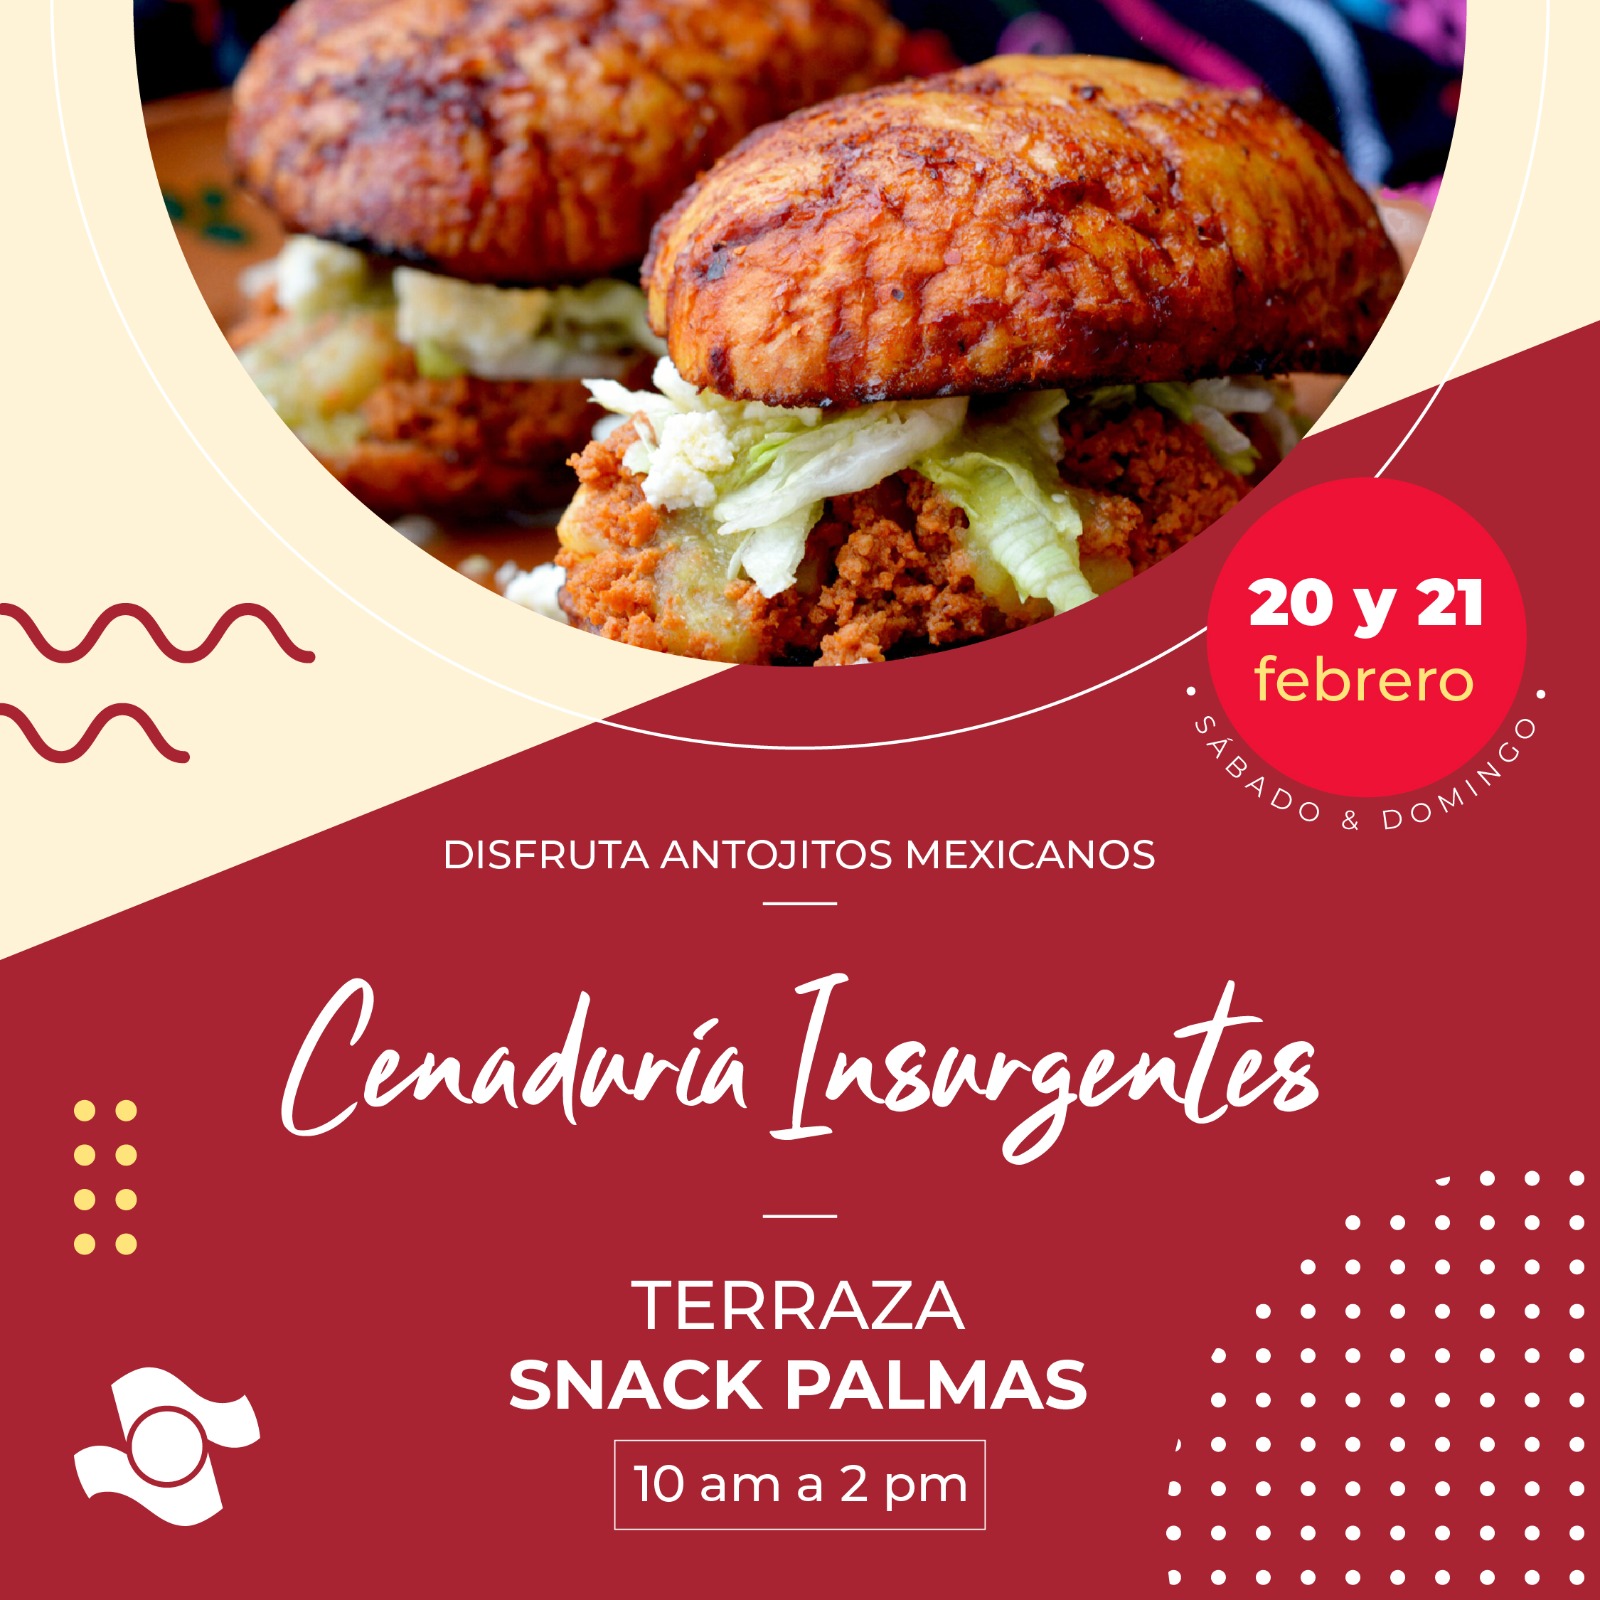 20 y 21
febrero
• SÁBADO & DOMINGO •
DISFRUTA ANTOJITOS MEXICANOS
Cenaduría Insurgentes
TERRAZA
SNACK PALMAS
10 am a 2 pm